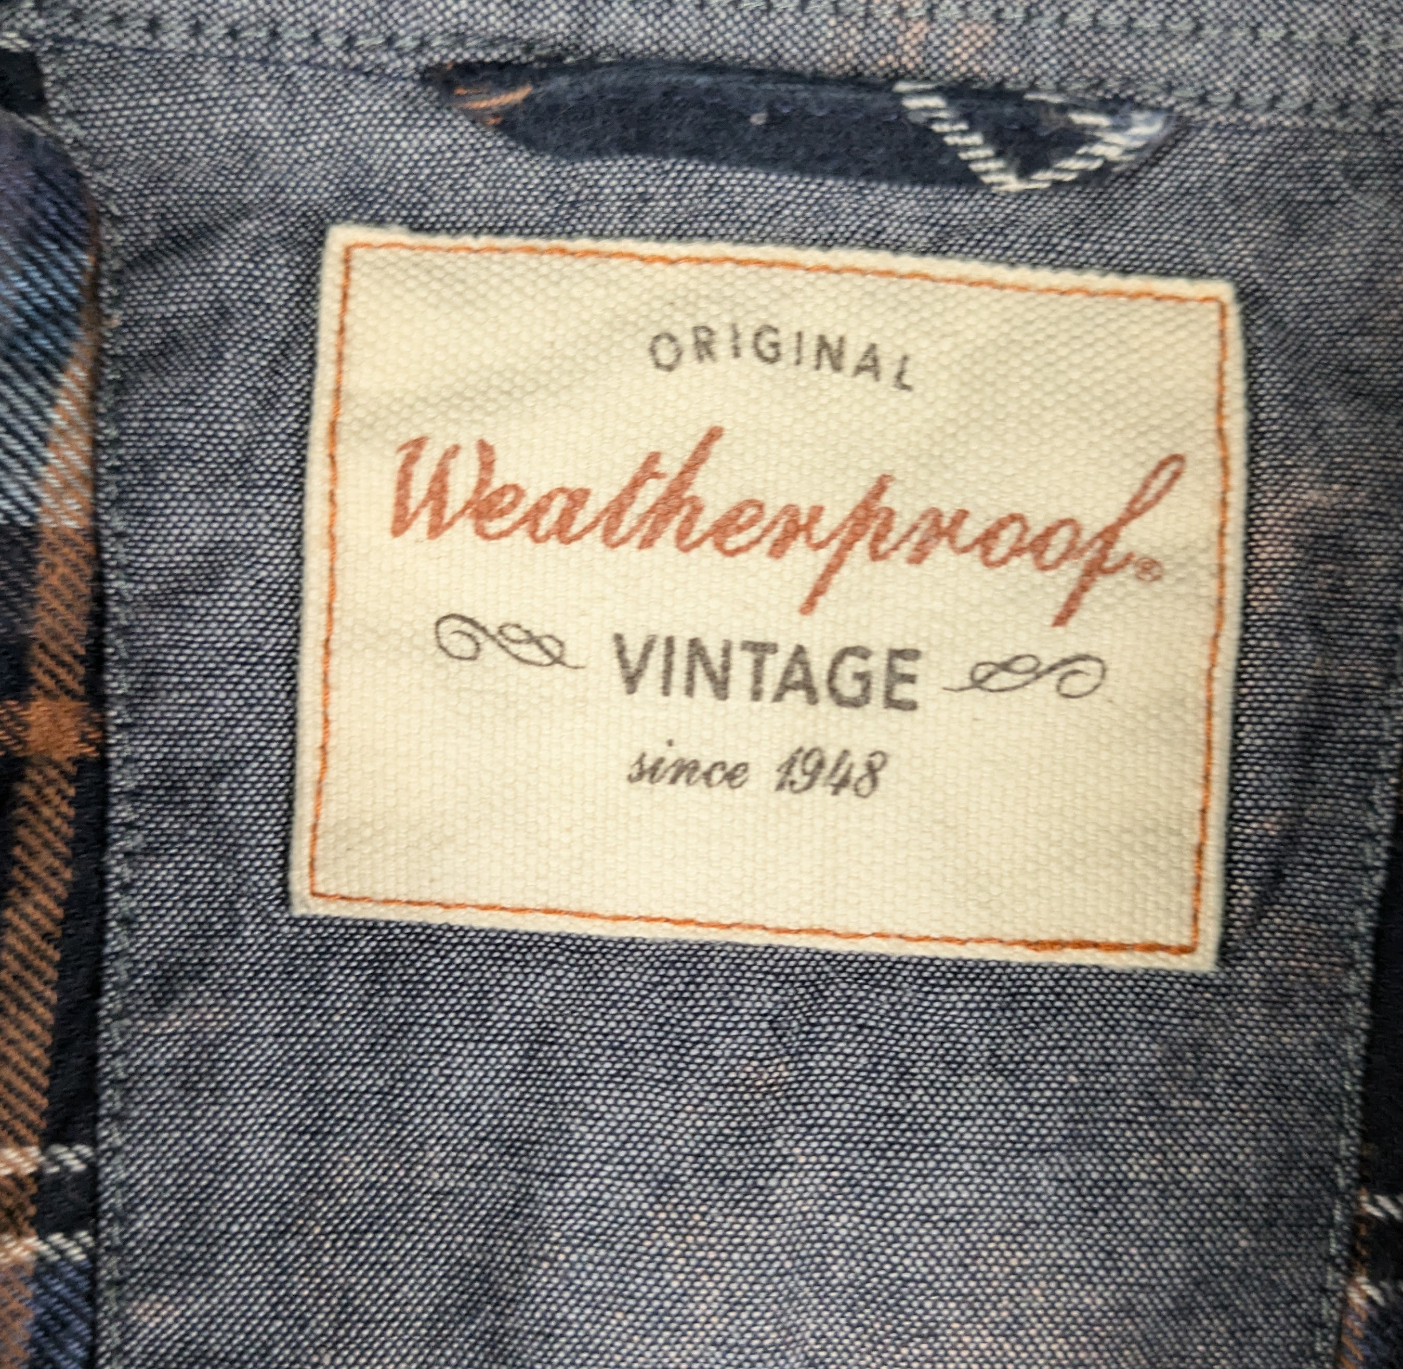 ORIGINAL
Weatherproof®
VINTAGE
since 1948